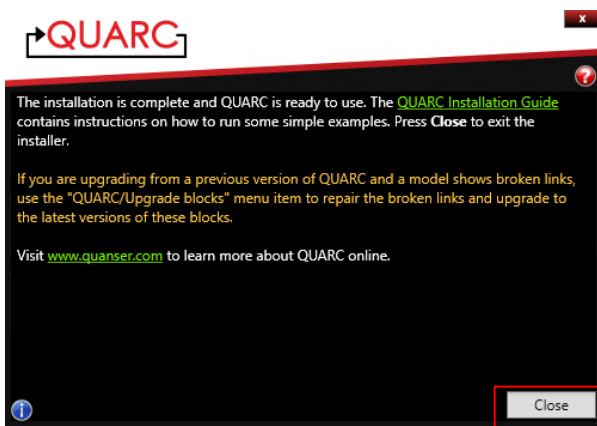 QUARC
x
?
The installation is complete and QUARC is ready to use. The QUARC Installation Guide
contains instructions on how to run some simple examples. Press Close to exit the
installer.
If you are upgrading from a previous version of QUARC and a model shows broken links,
use the "QUARC/Upgrade blocks" menu item to repair the broken links and upgrade to
the latest versions of these blocks.
Visit www.quanser.com to learn more about QUARC online.
i
Close